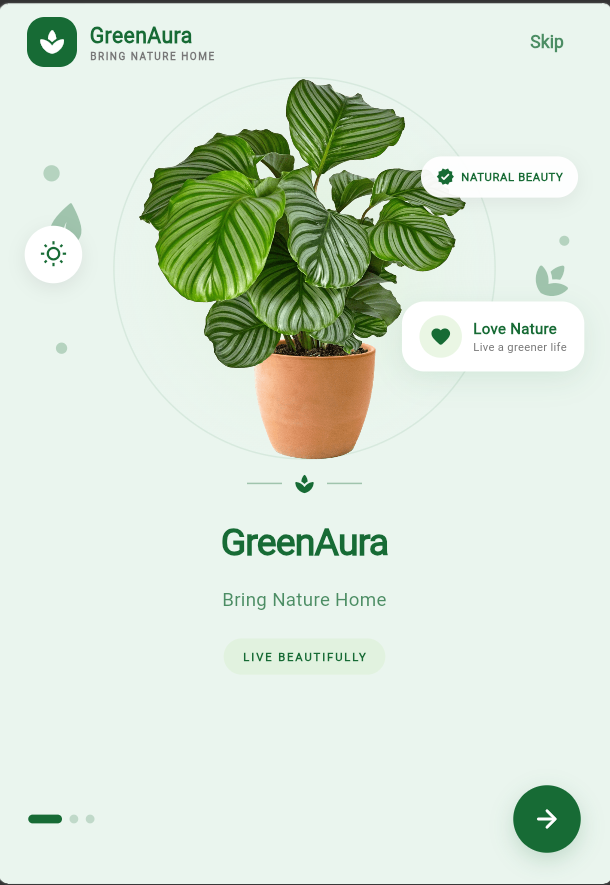 GreenAura
BRING NATURE HOME
Skip
NATURAL BEAUTY
Love Nature
Live a greener life
GreenAura
Bring Nature Home
LIVE BEAUTIFULLY